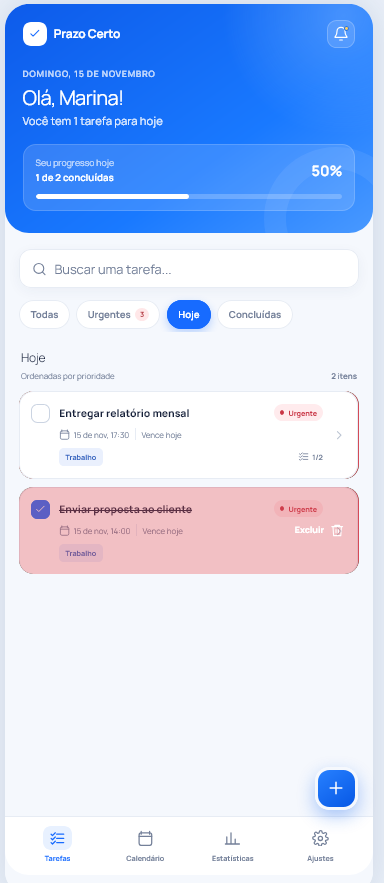 Prazo Certo
DOMINGO, 15 DE NOVEMBRO
Olá, Marina!
Você tem 1 tarefa para hoje
Seu progresso hoje
1 de 2 concluídas
50%
Buscar uma tarefa...
Todas
Urgentes 3
Hoje
Concluídas
Hoje
Ordenadas por prioridade
2 itens
Entregar relatório mensal
Urgente
15 de nov, 17:30 Vence hoje
Trabalho
1/2
Enviar proposta ao cliente
Urgente
15 de nov, 14:00 Vence hoje
Excluir
Trabalho
Tarefas
Calendário
Estatísticas
Ajustes